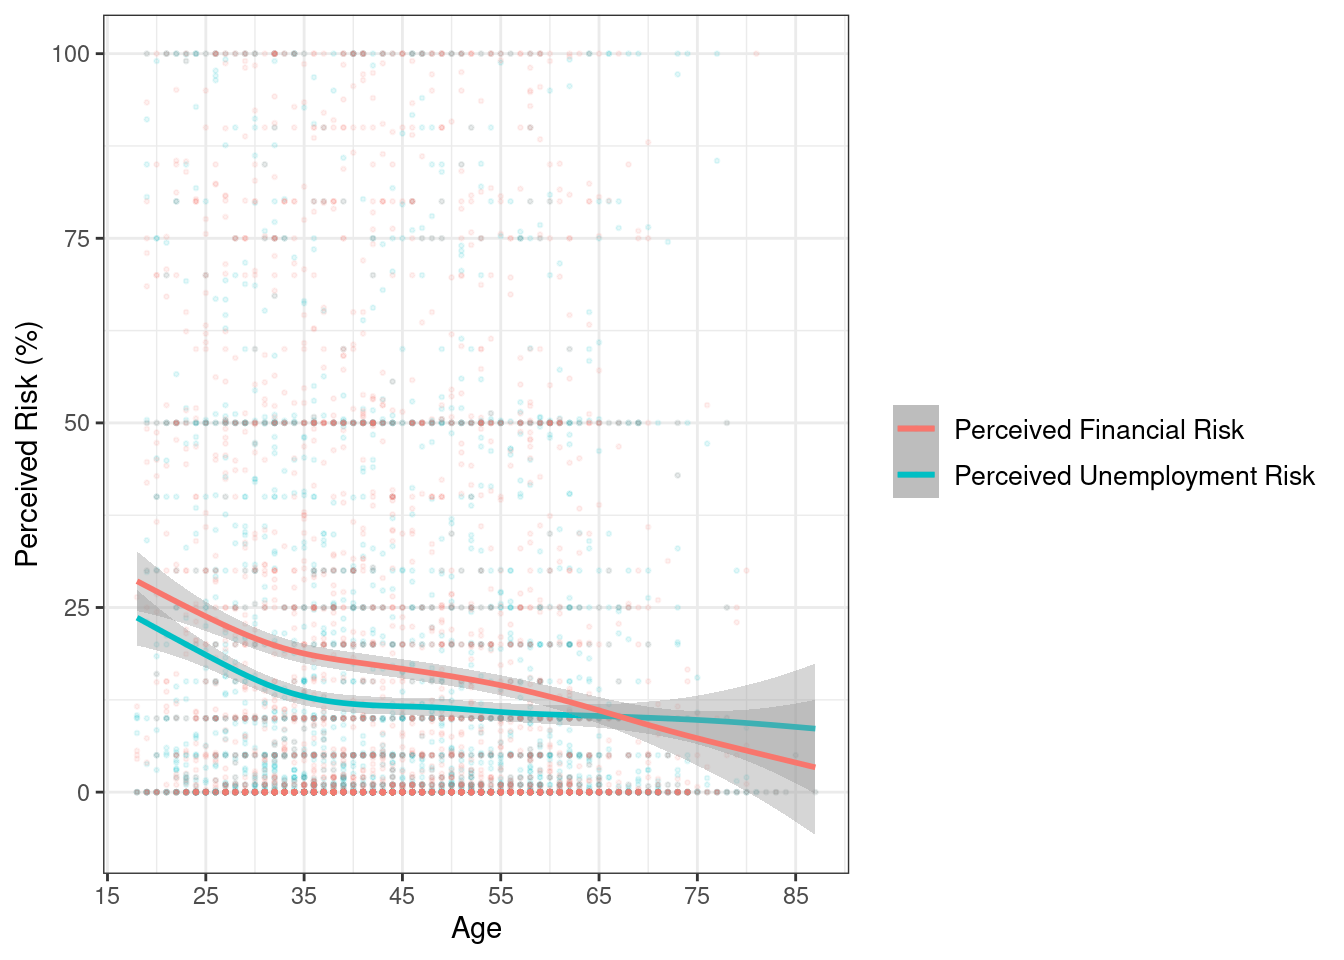 100
75
50
25
0
15 25 35 45 55 65 75 85
Age
Perceived Risk (%)
Perceived Financial Risk
Perceived Unemployment Risk